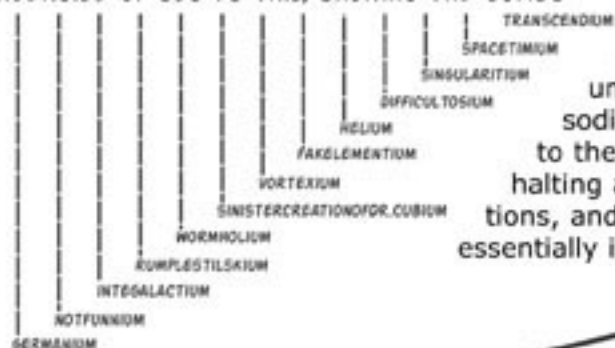 TRANSCENDIUM
SPACETIMIUM
SINGULARITIUM
DIFFICULTOSIUM
HELIUM
FAKELEMENTIUM
VORTEXIUM
SINISTERCREATIONOFDR.CUBIUM
WORMHOLIUM
RUMPLESTILSKIUM
INTEGALACTIUM
NOTFUNNIUM
GERMANIUM
un
sodi
to the
halting a
tions, and
essentially i